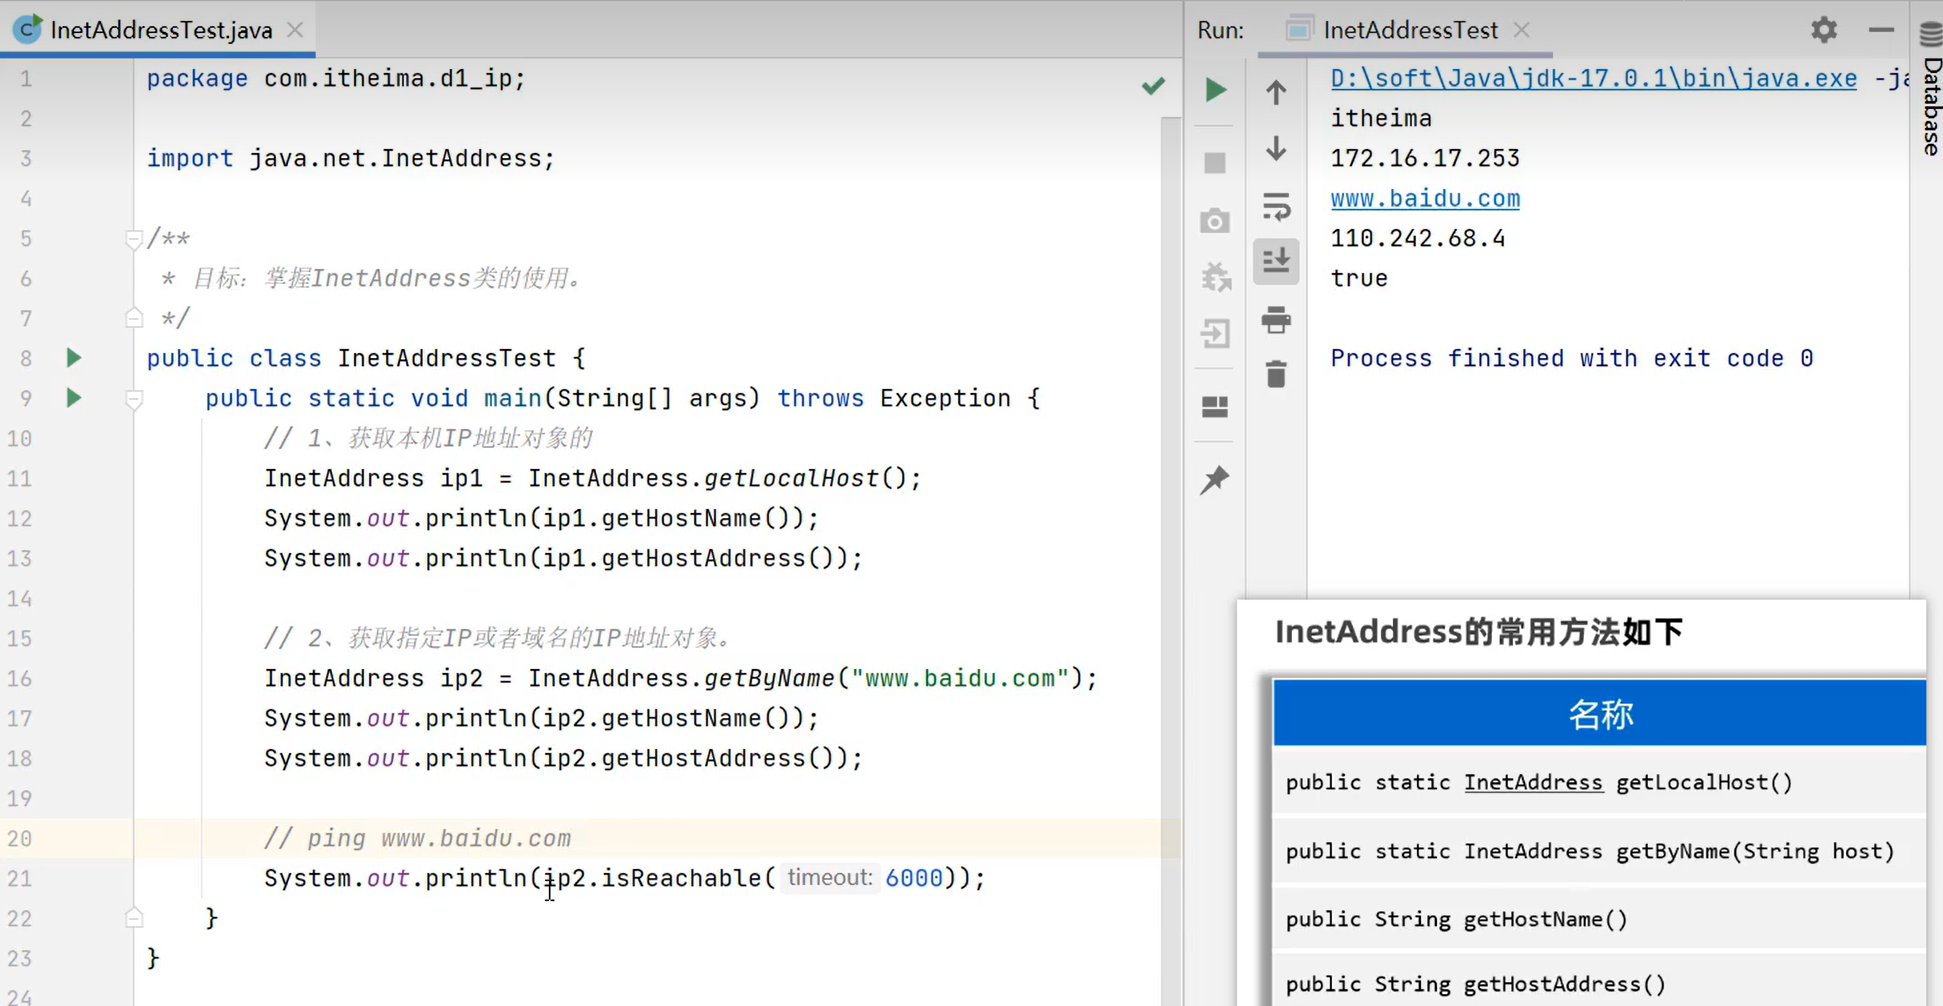 InetAddressTest.java
1 package com.itheima.d1_ip;
2
3 import java.net.InetAddress;
4
5 /**
6 * 目标：掌握InetAddress类的使用。
7 */
8 public class InetAddressTest {
9 public static void main(String[] args) throws Exception {
10 // 1、获取本机IP地址对象的
11 InetAddress ip1 = InetAddress.getLocalHost();
12 System.out.println(ip1.getHostName());
13 System.out.println(ip1.getHostAddress());
14
15 // 2、获取指定IP或者域名的IP地址对象。
16 InetAddress ip2 = InetAddress.getByName("www.baidu.com");
17 System.out.println(ip2.getHostName());
18 System.out.println(ip2.getHostAddress());
19
20 // ping www.baidu.com
21 System.out.println(ip2.isReachable( timeout: 6000));
22 }
23 }
24
Run: InetAddressTest
D:\soft\Java\jdk-17.0.1\bin\java.exe -ja
itheima
172.16.17.253
www.baidu.com
110.242.68.4
true
Process finished with exit code 0
Database
InetAddress的常用方法如下
名称
public static InetAddress getLocalHost()
public static InetAddress getByName(String host)
public String getHostName()
public String getHostAddress()